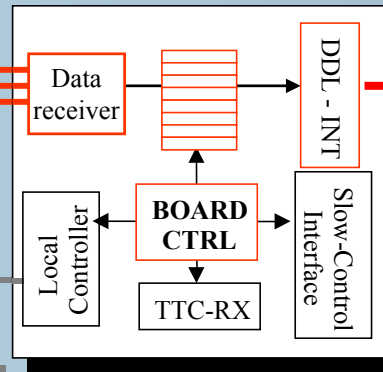 Data
receiver
DDL - INT
Local
Controller
BOARD
CTRL
Slow-Control
Interface
TTC-RX